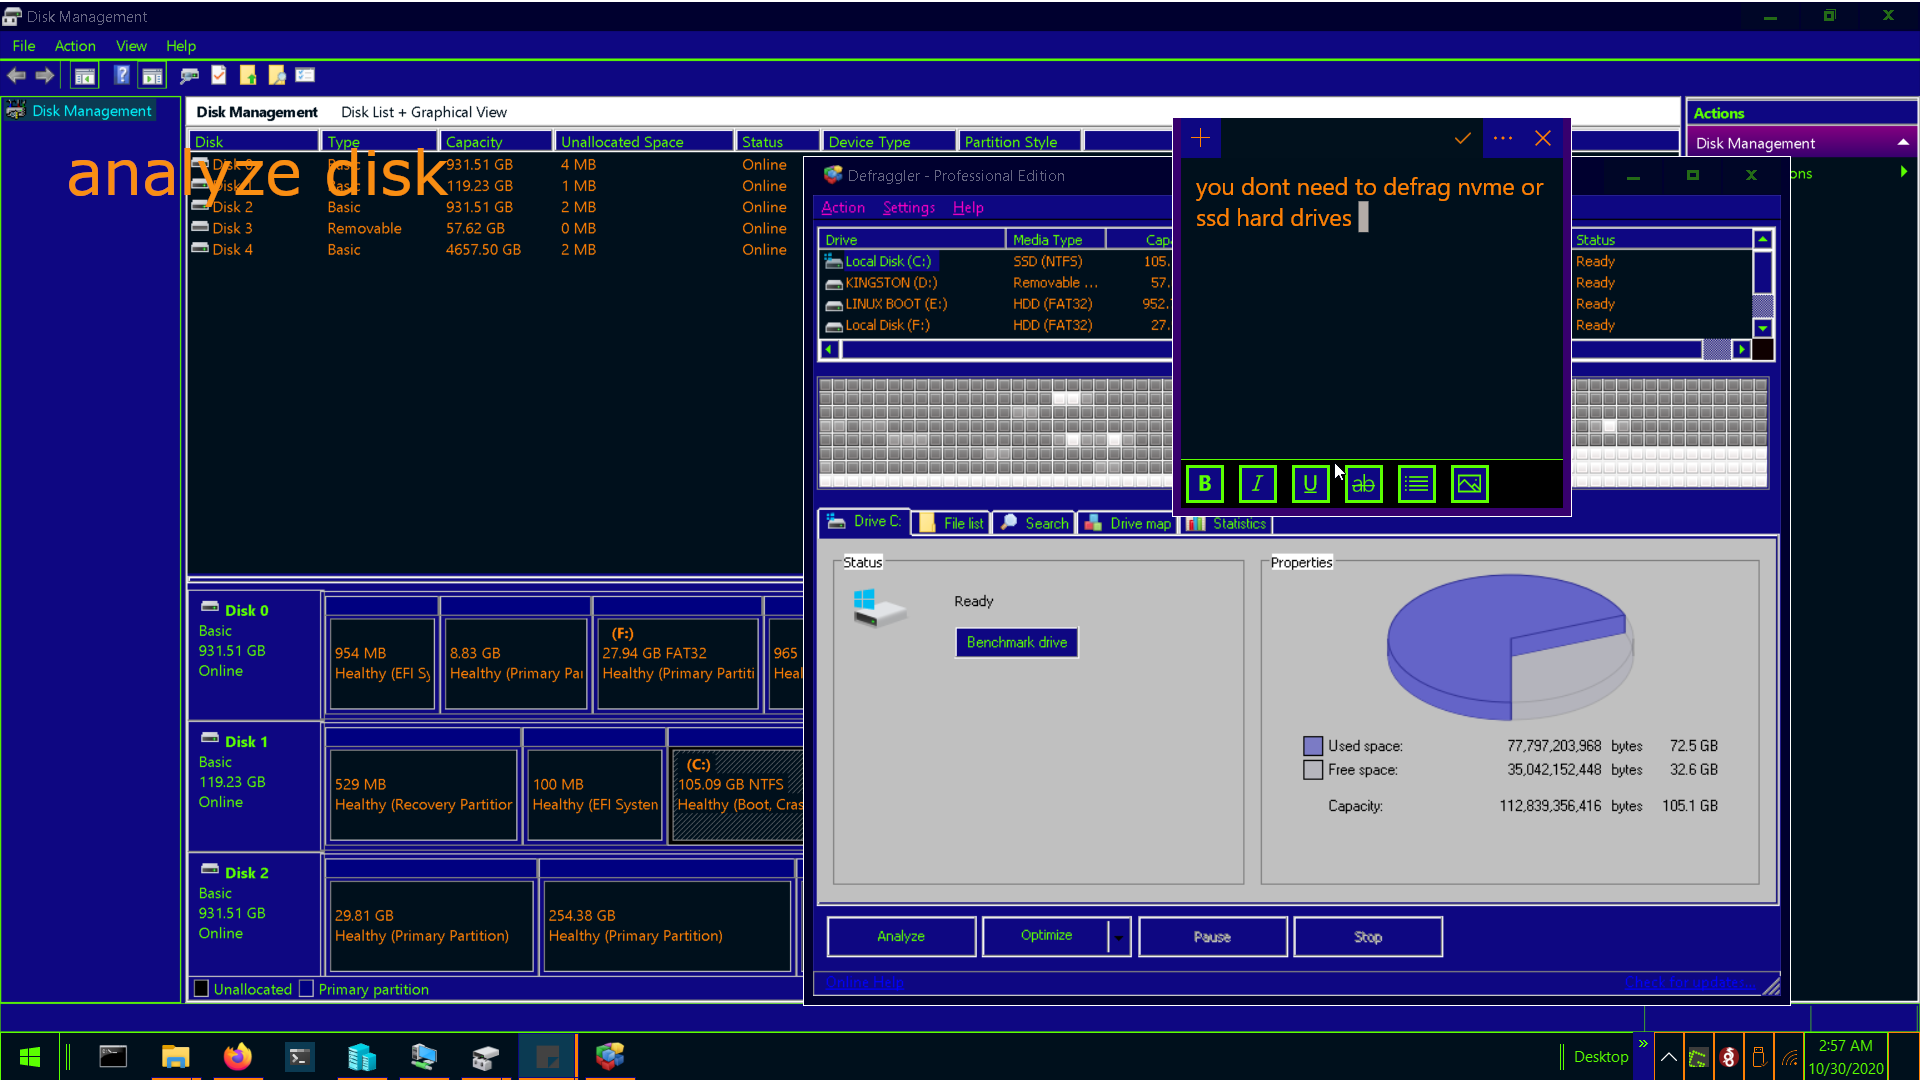 Disk Management
File Action View Help
Disk Management
Disk Management Disk List + Graphical View
Actions
Disk Management
ons
Disk Type Capacity Unallocated Space Status Device Type Partition Style
Disk 0 Basic 931.51 GB 4 MB Online
Disk 1 Basic 119.23 GB 1 MB Online
Disk 2 Basic 931.51 GB 2 MB Online
Disk 3 Removable 57.62 GB 0 MB Online
Disk 4 Basic 4657.50 GB 2 MB Online
analyze disk
you dont need to defrag nvme or
ssd hard drives
B I U ab
Defraggler - Professional Edition
Action Settings Help
Drive Media Type Cap Status
Local Disk (C:) SSD (NTFS) 105. Ready
KINGSTON (D:) Removable ... 57. Ready
LINUX BOOT (E:) HDD (FAT32) 952. Ready
Local Disk (F:) HDD (FAT32) 27. Ready
Drive C: File list Search Drive map Statistics
Status
Ready
Benchmark drive
Properties
Used space: 77,797,203,968 bytes 72.5 GB
Free space: 35,042,152,448 bytes 32.6 GB
Capacity: 112,839,356,416 bytes 105.1 GB
Analyze Optimize Pause Stop
Online Help Check for updates...
Disk 0
Basic
931.51 GB
Online
954 MB
Healthy (EFI Sy
8.83 GB
Healthy (Primary Par
(F:)
27.94 GB FAT32
Healthy (Primary Partiti
965
Heal
Disk 1
Basic
119.23 GB
Online
529 MB
Healthy (Recovery Partition
100 MB
Healthy (EFI System
(C:)
105.09 GB NTFS
Healthy (Boot, Cras
Disk 2
Basic
931.51 GB
Online
29.81 GB
Healthy (Primary Partition)
254.38 GB
Healthy (Primary Partition)
Unallocated Primary partition
Desktop
2:57 AM
10/30/2020